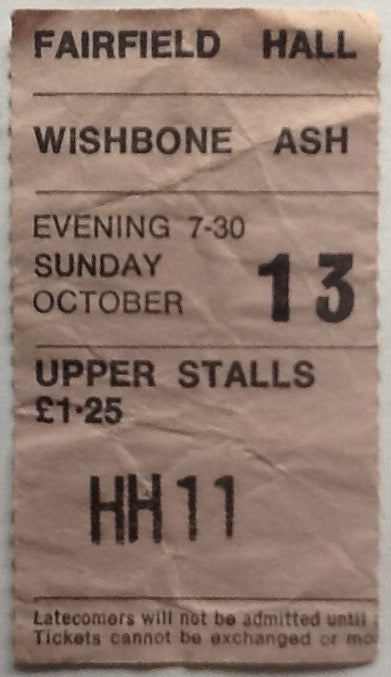 FAIRFIELD HALL
WISHBONE ASH
EVENING 7-30
SUNDAY
OCTOBER 13
UPPER STALLS
£1·25
HH11
Latecomers will not be admitted until
Tickets cannot be exchanged or